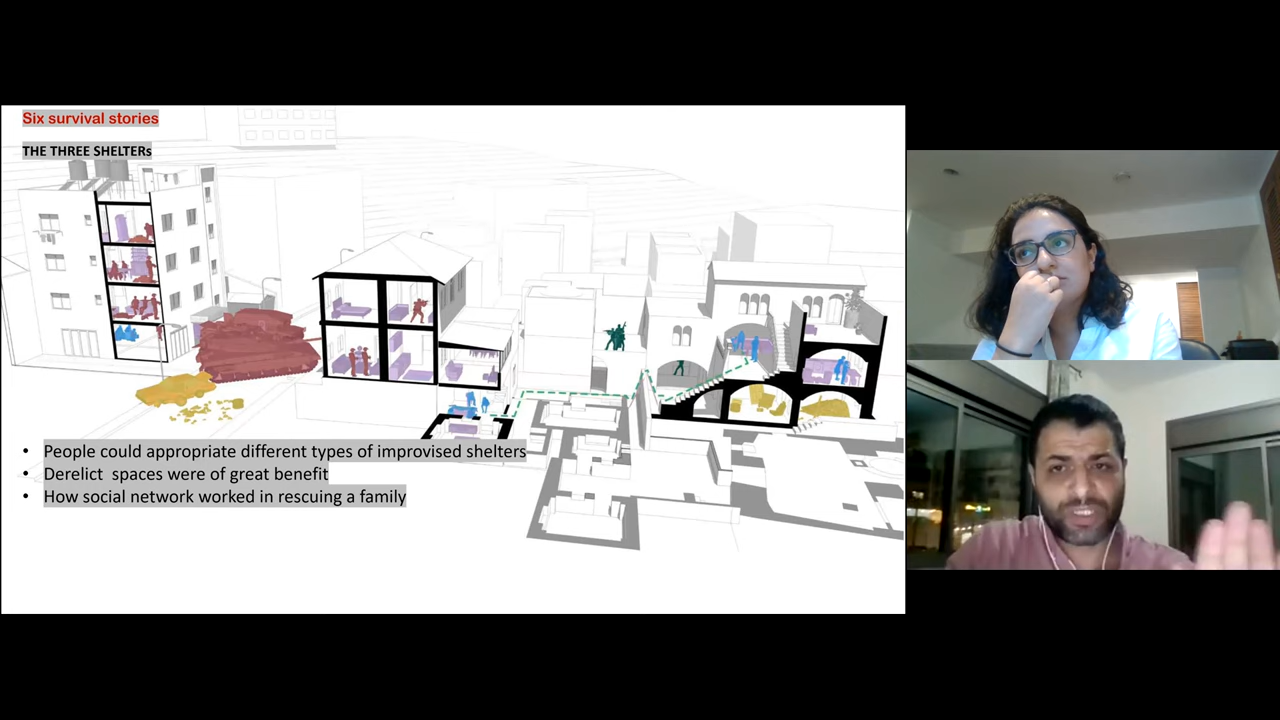 Six survival stories
THE THREE SHELTERs
• People could appropriate different types of improvised shelters
• Derelict spaces were of great benefit
• How social network worked in rescuing a family